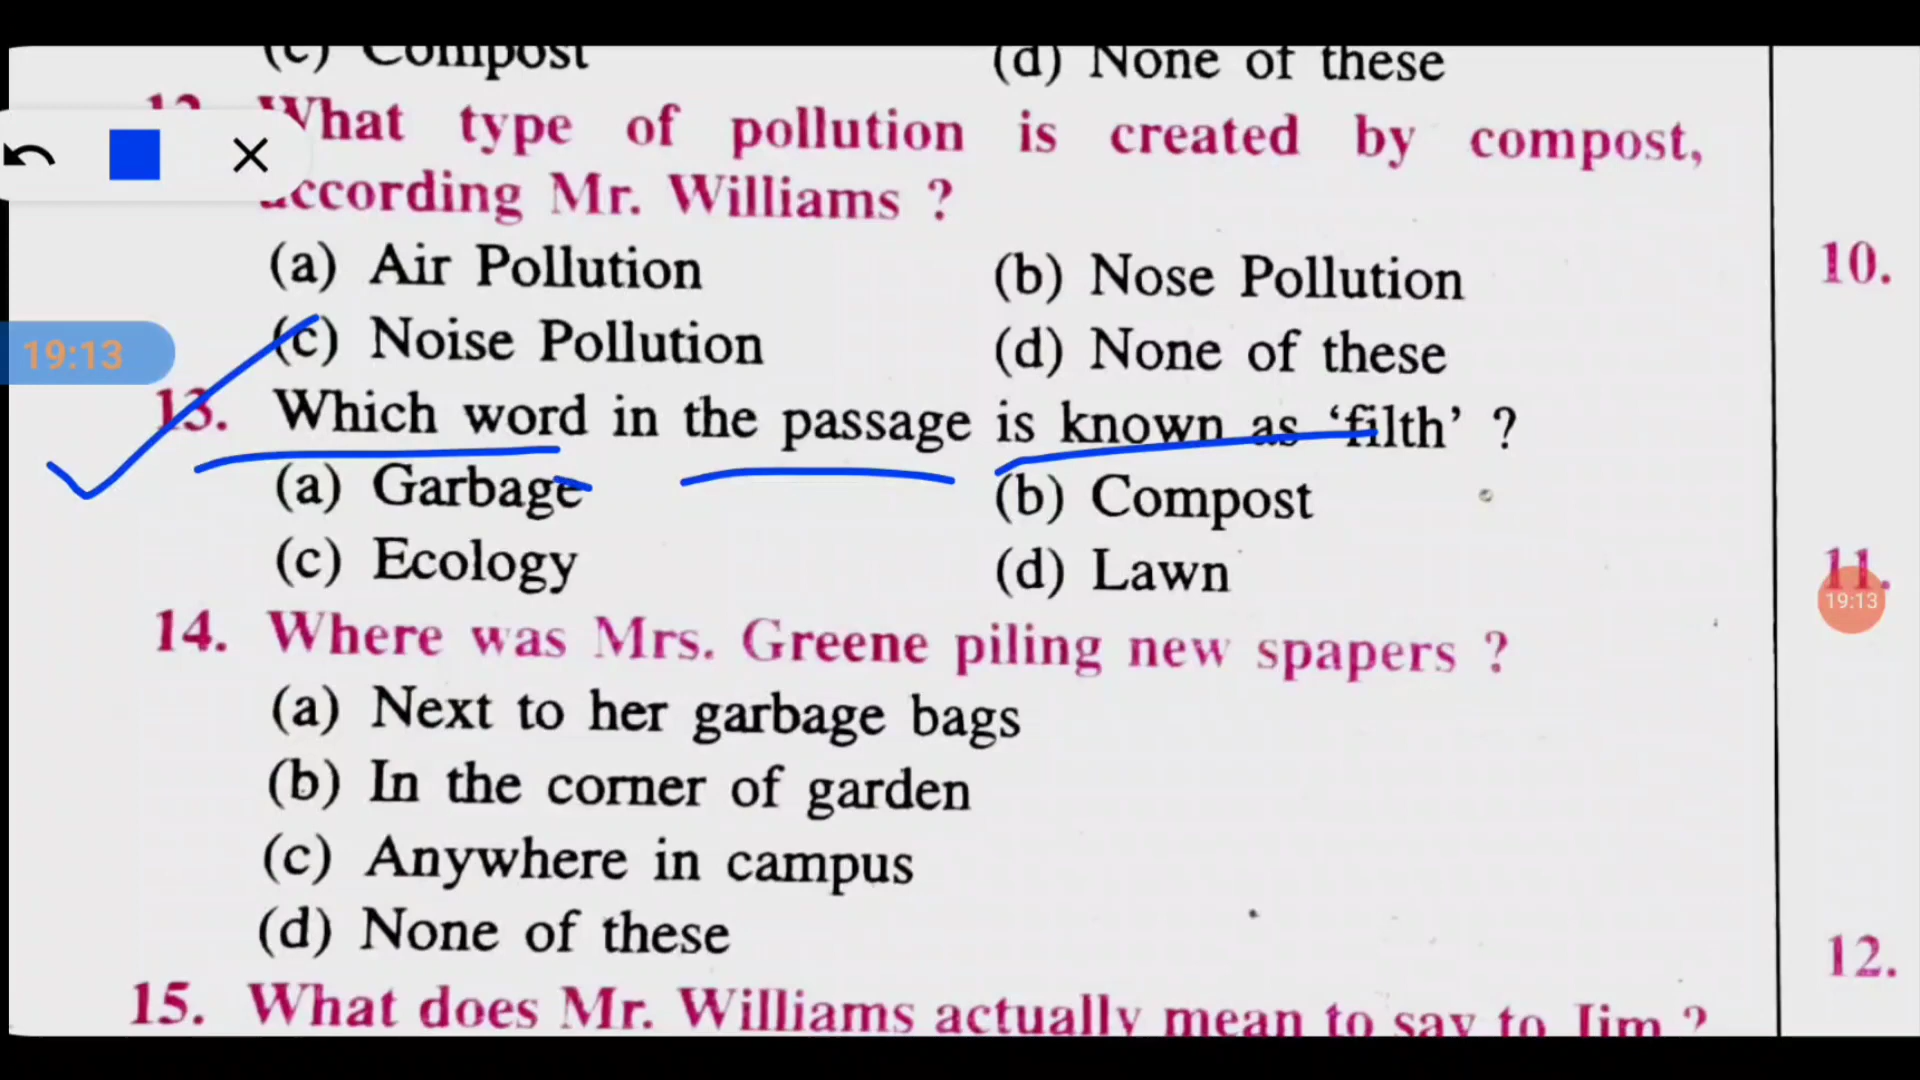 (c) Compost (d) None of these
12. What type of pollution is created by compost,
according Mr. Williams ?
(a) Air Pollution (b) Nose Pollution
(c) Noise Pollution (d) None of these
13. Which word in the passage is known as ‘filth’ ?
(a) Garbage (b) Compost
(c) Ecology (d) Lawn
14. Where was Mrs. Greene piling new spapers ?
(a) Next to her garbage bags
(b) In the corner of garden
(c) Anywhere in campus
(d) None of these
15. What does Mr. Williams actually mean to say to Jim ?
10.
11.
12.
19:13
19:13